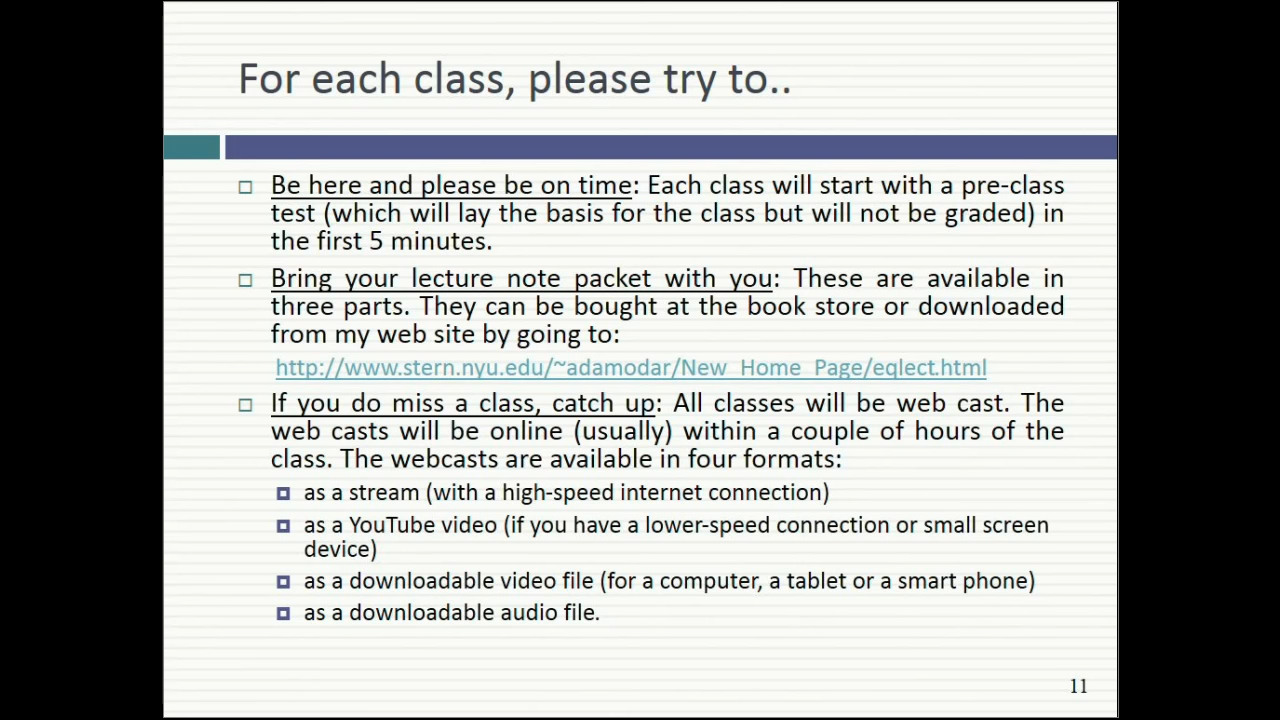 For each class, please try to..
Be here and please be on time: Each class will start with a pre-class
test (which will lay the basis for the class but will not be graded) in
the first 5 minutes.
Bring your lecture note packet with you: These are available in
three parts. They can be bought at the book store or downloaded
from my web site by going to:
http://www.stern.nyu.edu/~adamodar/New_Home_Page/eqlect.html
If you do miss a class, catch up: All classes will be web cast. The
web casts will be online (usually) within a couple of hours of the
class. The webcasts are available in four formats:
as a stream (with a high-speed internet connection)
as a YouTube video (if you have a lower-speed connection or small screen
device)
as a downloadable video file (for a computer, a tablet or a smart phone)
as a downloadable audio file.
11